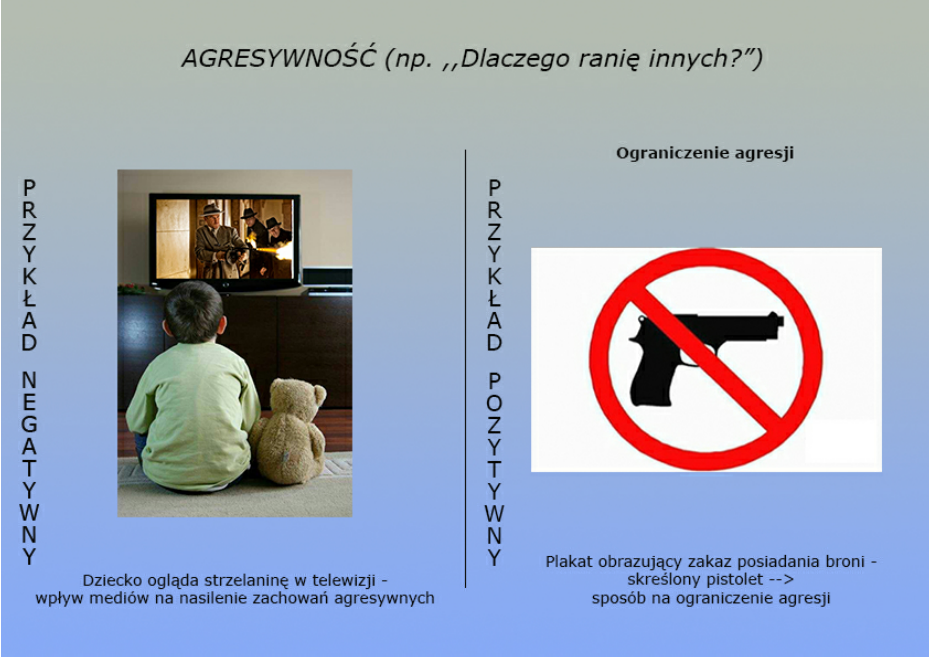 AGRESYWNOŚĆ (np. ,,Dlaczego ranię innych?”)
PRZYKŁAD NEGATYWNY
Dziecko ogląda strzelaninę w telewizji -
wpływ mediów na nasilenie zachowań agresywnych
Ograniczenie agresji
PRZYKŁAD POZYTYWNY
Plakat obrazujący zakaz posiadania broni -
skreślony pistolet -->
sposób na ograniczenie agresji